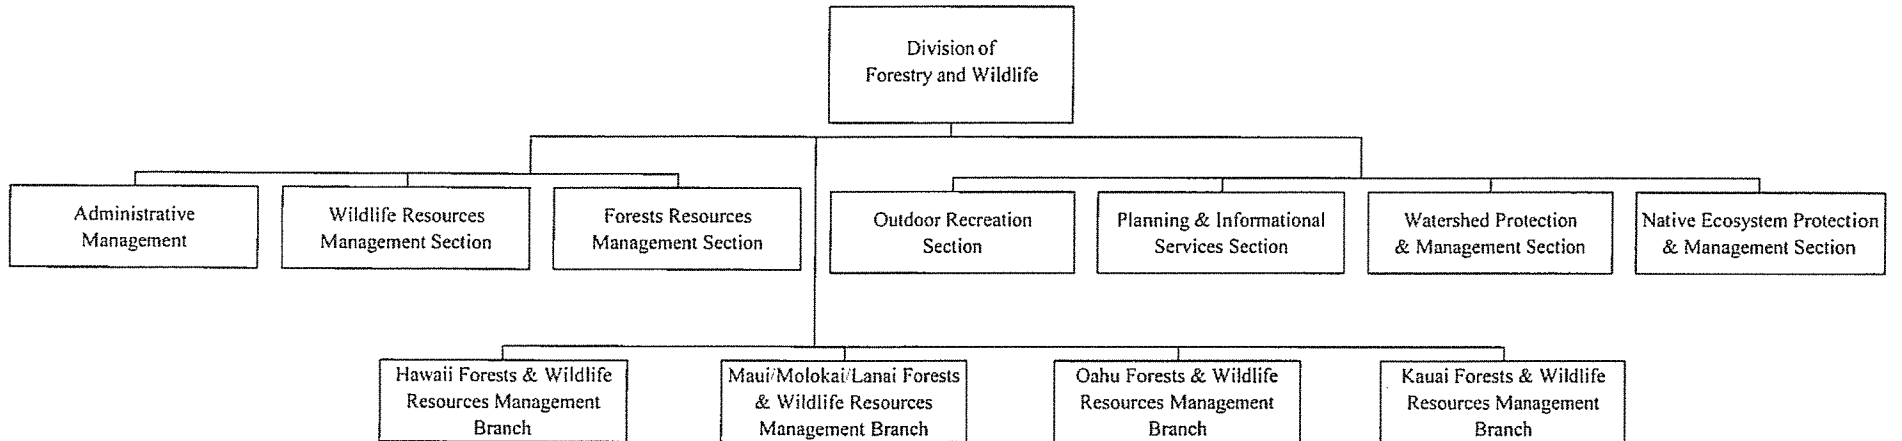 Division of
Forestry and Wildlife
Administrative
Management
Wildlife Resources
Management Section
Forests Resources
Management Section
Outdoor Recreation
Section
Planning & Informational
Services Section
Watershed Protection
& Management Section
Native Ecosystem Protection
& Management Section
Hawaii Forests & Wildlife
Resources Management
Branch
Maui/Molokai/Lanai Forests
& Wildlife Resources
Management Branch
Oahu Forests & Wildlife
Resources Management
Branch
Kauai Forests & Wildlife
Resources Management
Branch